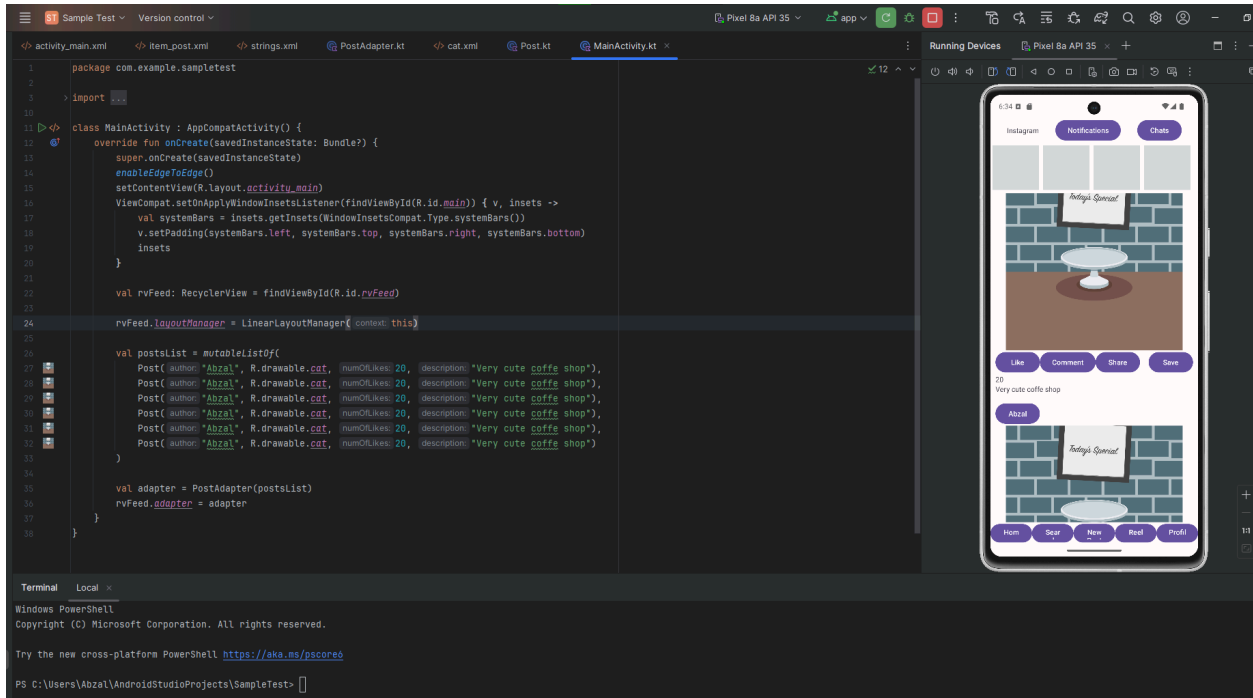 ST Sample Test Version control Pixel 8a API 35 app
activity_main.xml item_post.xml strings.xml PostAdapter.kt cat.xml Post.kt MainActivity.kt Running Devices Pixel 8a API 35
12
1 package com.example.sampletest
2
3 import ...
10
11 class MainActivity : AppCompatActivity() {
12 override fun onCreate(savedInstanceState: Bundle?) {
13 super.onCreate(savedInstanceState)
14 enableEdgeToEdge()
15 setContentView(R.layout.activity_main)
16 ViewCompat.setOnApplyWindowInsetsListener(findViewById(R.id.main)) { v, insets ->
17 val systemBars = insets.getInsets(WindowInsetsCompat.Type.systemBars())
18 v.setPadding(systemBars.left, systemBars.top, systemBars.right, systemBars.bottom)
19 insets
20 }
21
22 val rvFeed: RecyclerView = findViewById(R.id.rvFeed)
23
24 rvFeed.layoutManager = LinearLayoutManager( context: this)
25
26 val postsList = mutableListOf(
27 Post( author: "Abzal", R.drawable.cat, numOfLikes: 20, description: "Very cute coffe shop"),
28 Post( author: "Abzal", R.drawable.cat, numOfLikes: 20, description: "Very cute coffe shop"),
29 Post( author: "Abzal", R.drawable.cat, numOfLikes: 20, description: "Very cute coffe shop"),
30 Post( author: "Abzal", R.drawable.cat, numOfLikes: 20, description: "Very cute coffe shop"),
31 Post( author: "Abzal", R.drawable.cat, numOfLikes: 20, description: "Very cute coffe shop"),
32 Post( author: "Abzal", R.drawable.cat, numOfLikes: 20, description: "Very cute coffe shop")
33 )
34
35 val adapter = PostAdapter(postsList)
36 rvFeed.adapter = adapter
37 }
38 }
6:34
Instagram Notifications Chats
Today's Special
Like Comment Share Save
20
Very cute coffe shop
Abzal
Today's Special
Hom Sear New Reel Profil
1:1
Terminal Local
Windows PowerShell
Copyright (C) Microsoft Corporation. All rights reserved.
Try the new cross-platform PowerShell https://aka.ms/pscore6
PS C:\Users\Abzal\AndroidStudioProjects\SampleTest>